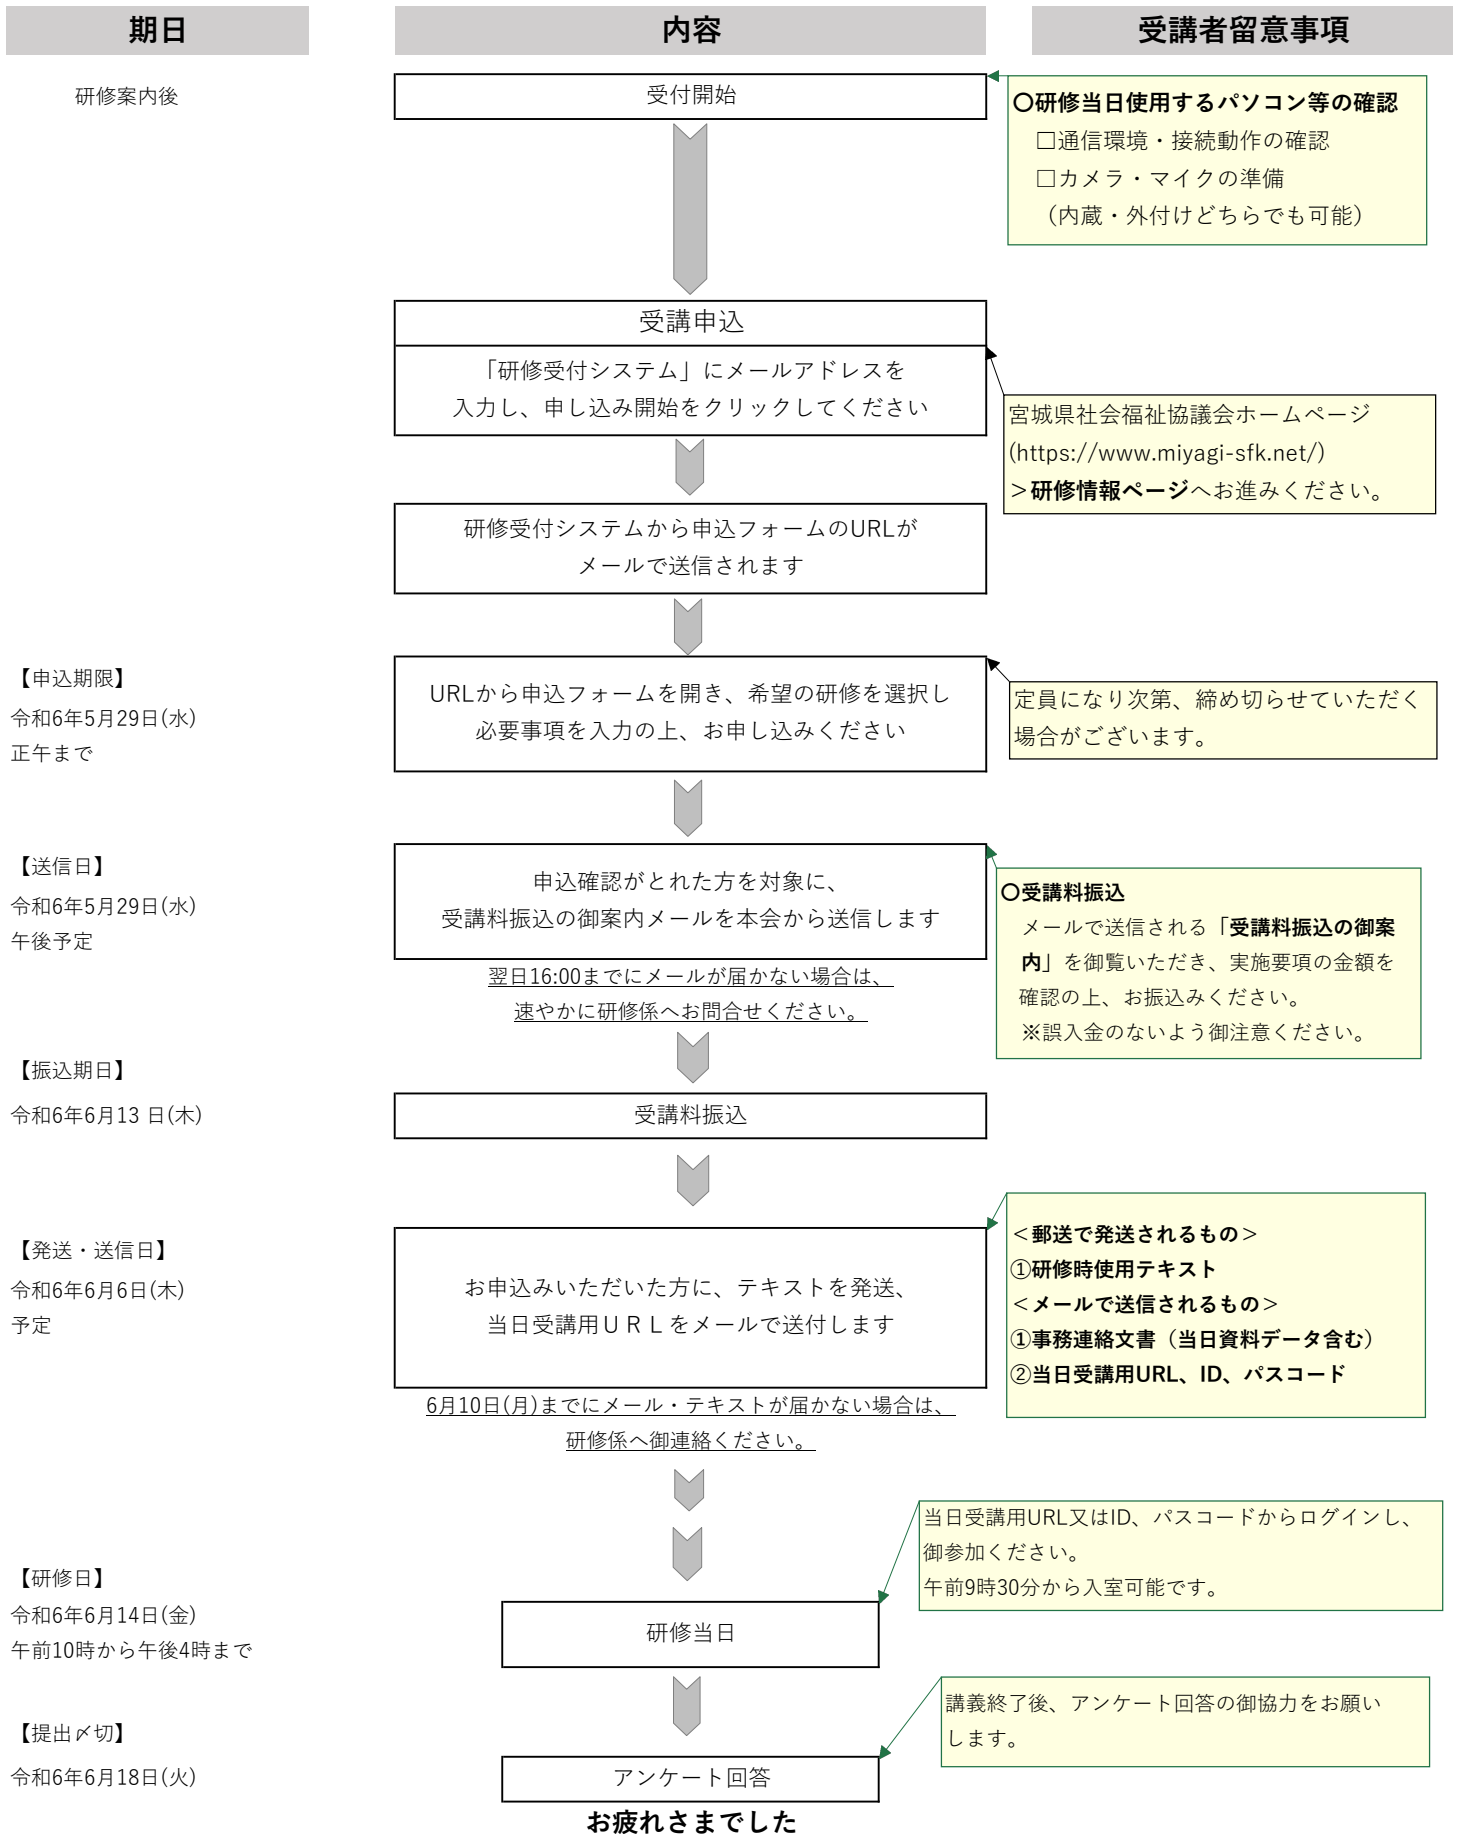 期日
内容
受講者留意事項
研修案内後
受付開始
〇研修当日使用するパソコン等の確認
□通信環境・接続動作の確認
□カメラ・マイクの準備
（内蔵・外付けどちらでも可能）
受講申込
「研修受付システム」にメールアドレスを
入力し、申し込み開始をクリックしてください
宮城県社会福祉協議会ホームページ
(https://www.miyagi-sfk.net/)
＞研修情報ページへお進みください。
研修受付システムから申込フォームのURLが
メールで送信されます
【申込期限】
令和6年5月29日(水)
正午まで
URLから申込フォームを開き、希望の研修を選択し
必要事項を入力の上、お申し込みください
定員になり次第、締め切らせていただく
場合がございます。
【送信日】
令和6年5月29日(水)
午後予定
申込確認がとれた方を対象に、
受講料振込の御案内メールを本会から送信します
翌日16:00までにメールが届かない場合は、
速やかに研修係へお問合せください。
〇受講料振込
メールで送信される「受講料振込の御案
内」を御覧いただき、実施要項の金額を
確認の上、お振込みください。
※誤入金のないよう御注意ください。
【振込期日】
令和6年6月13 日(木)
受講料振込
【発送・送信日】
令和6年6月6日(木)
予定
お申込みいただいた方に、テキストを発送、
当日受講用ＵＲＬをメールで送付します
6月10日(月)までにメール・テキストが届かない場合は、
研修係へ御連絡ください。
＜郵送で発送されるもの＞
①研修時使用テキスト
＜メールで送信されるもの＞
①事務連絡文書（当日資料データ含む）
②当日受講用URL、ID、パスコード
【研修日】
令和6年6月14日(金)
午前10時から午後4時まで
研修当日
当日受講用URL又はID、パスコードからログインし、
御参加ください。
午前9時30分から入室可能です。
【提出〆切】
令和6年6月18日(火)
アンケート回答
講義終了後、アンケート回答の御協力をお願い
します。
お疲れさまでした